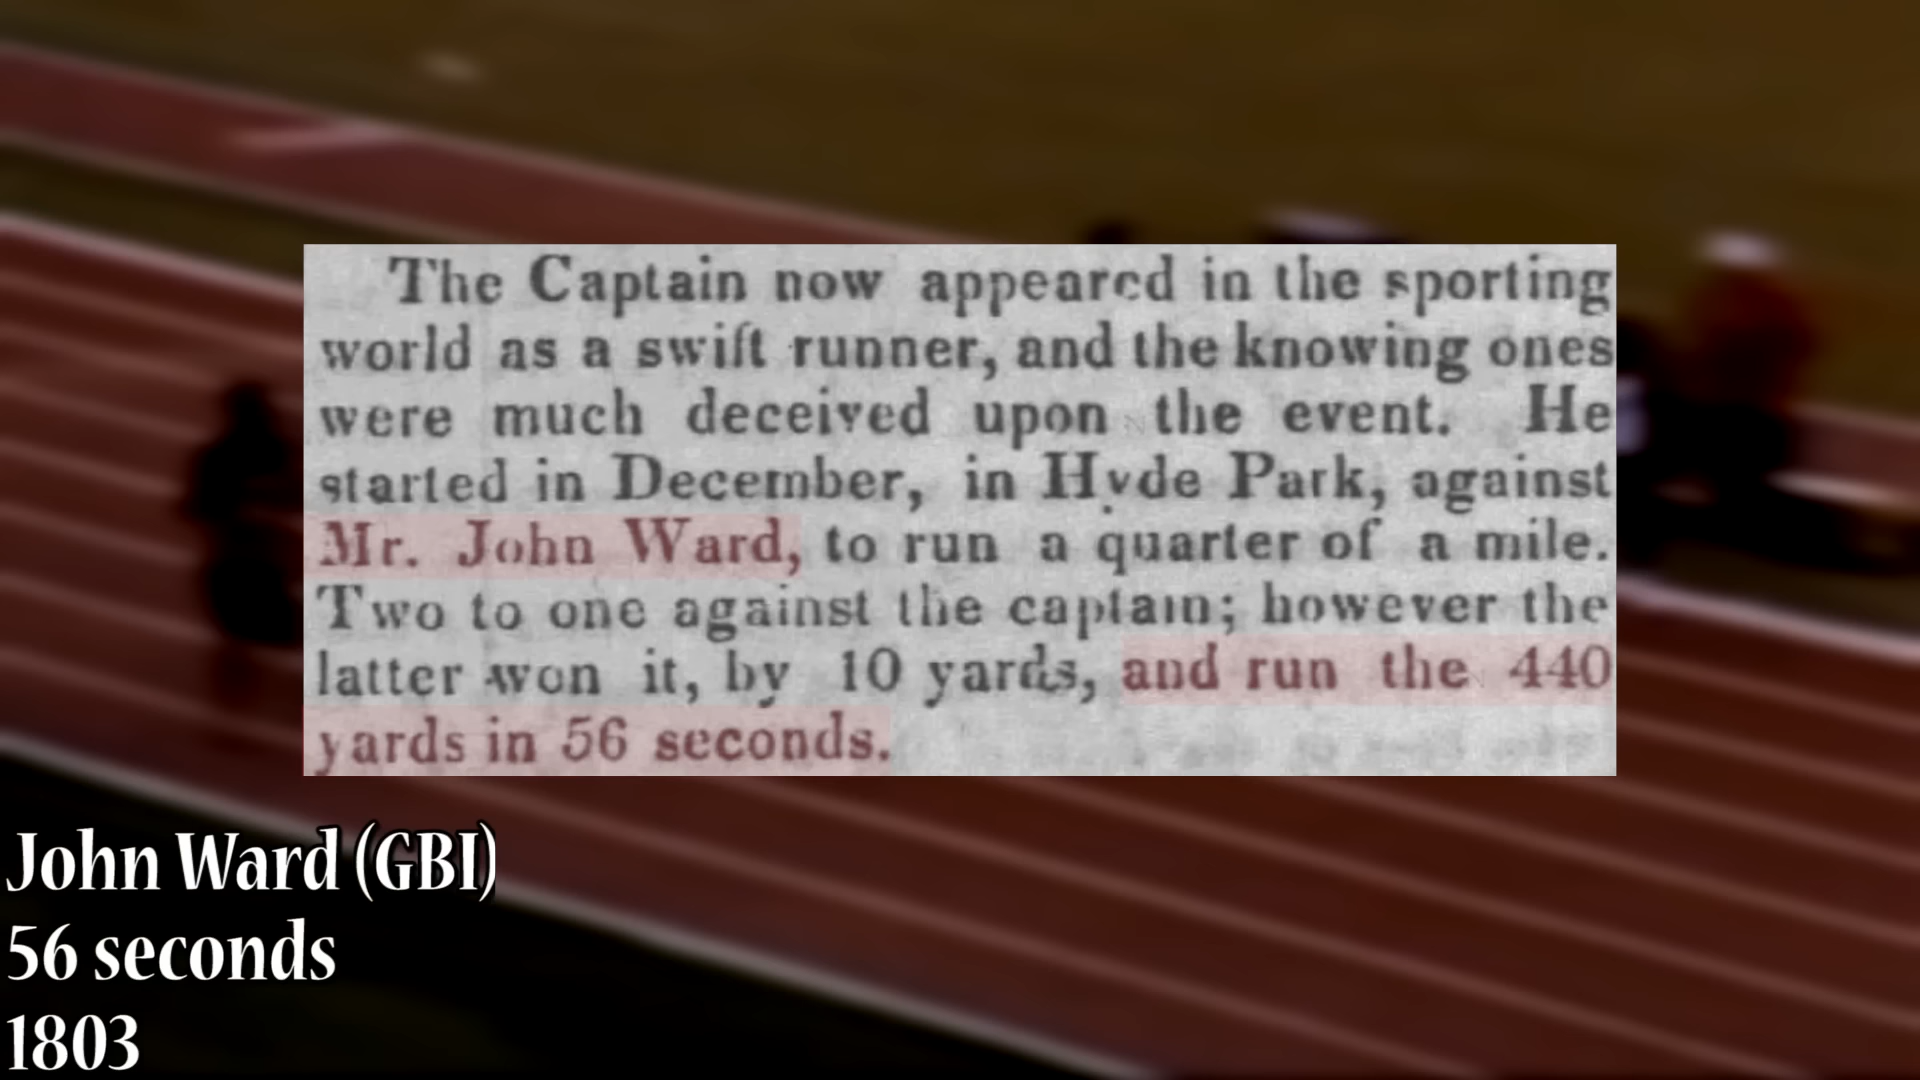 The Captain now appeared in the sporting
world as a swift runner, and the knowing ones
were much deceived upon the event. He
started in December, in Hyde Park, against
Mr. John Ward, to run a quarter of a mile.
Two to one against the captain; however the
latter won it, by 10 yards, and run the 440
yards in 56 seconds.
John Ward (GBI)
56 seconds
1803